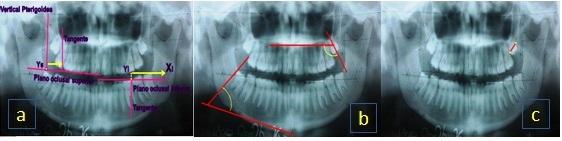 Vertical Pterigoides
Tangente
Ys
Yi
Xi
Plano oclusal superior
Plano oclusal inferior
Tangente
a
b
c